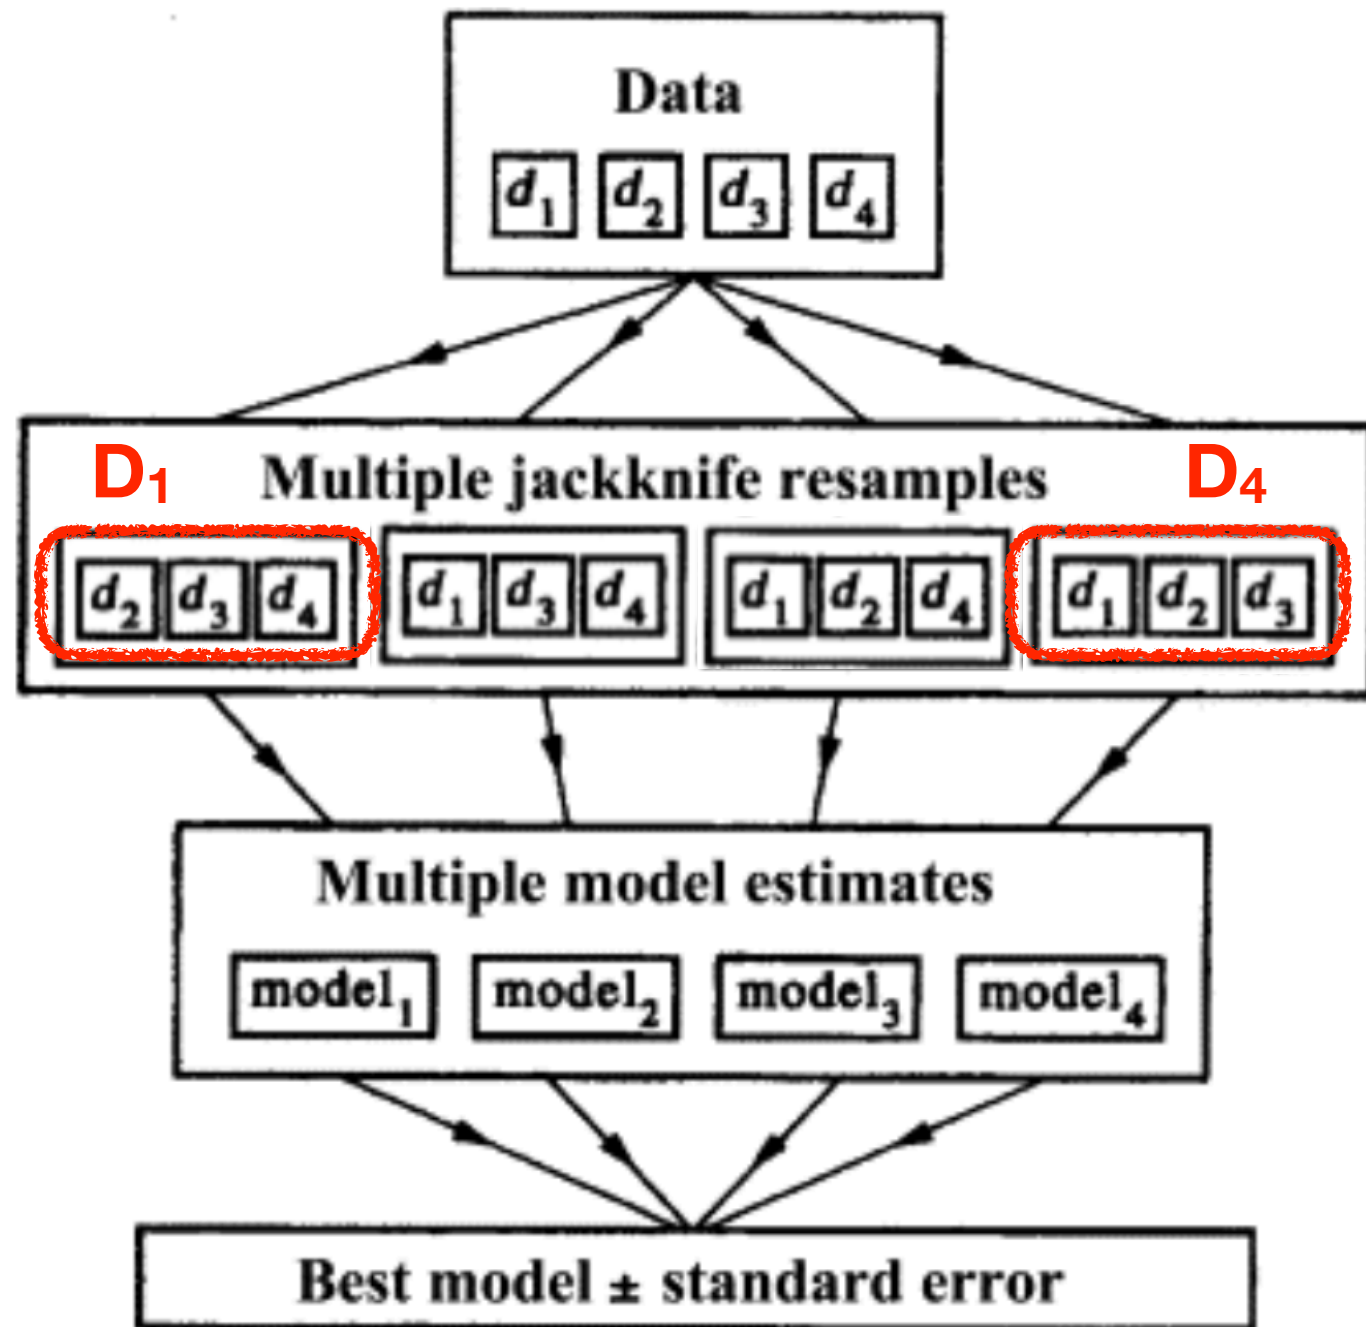 Data
d₁ d₂ d₃ d₄
D₁ Multiple jackknife resamples D₄
d₂ d₃ d₄ d₁ d₃ d₄ d₁ d₂ d₄ d₁ d₂ d₃
Multiple model estimates
model₁ model₂ model₃ model₄
Best model ± standard error